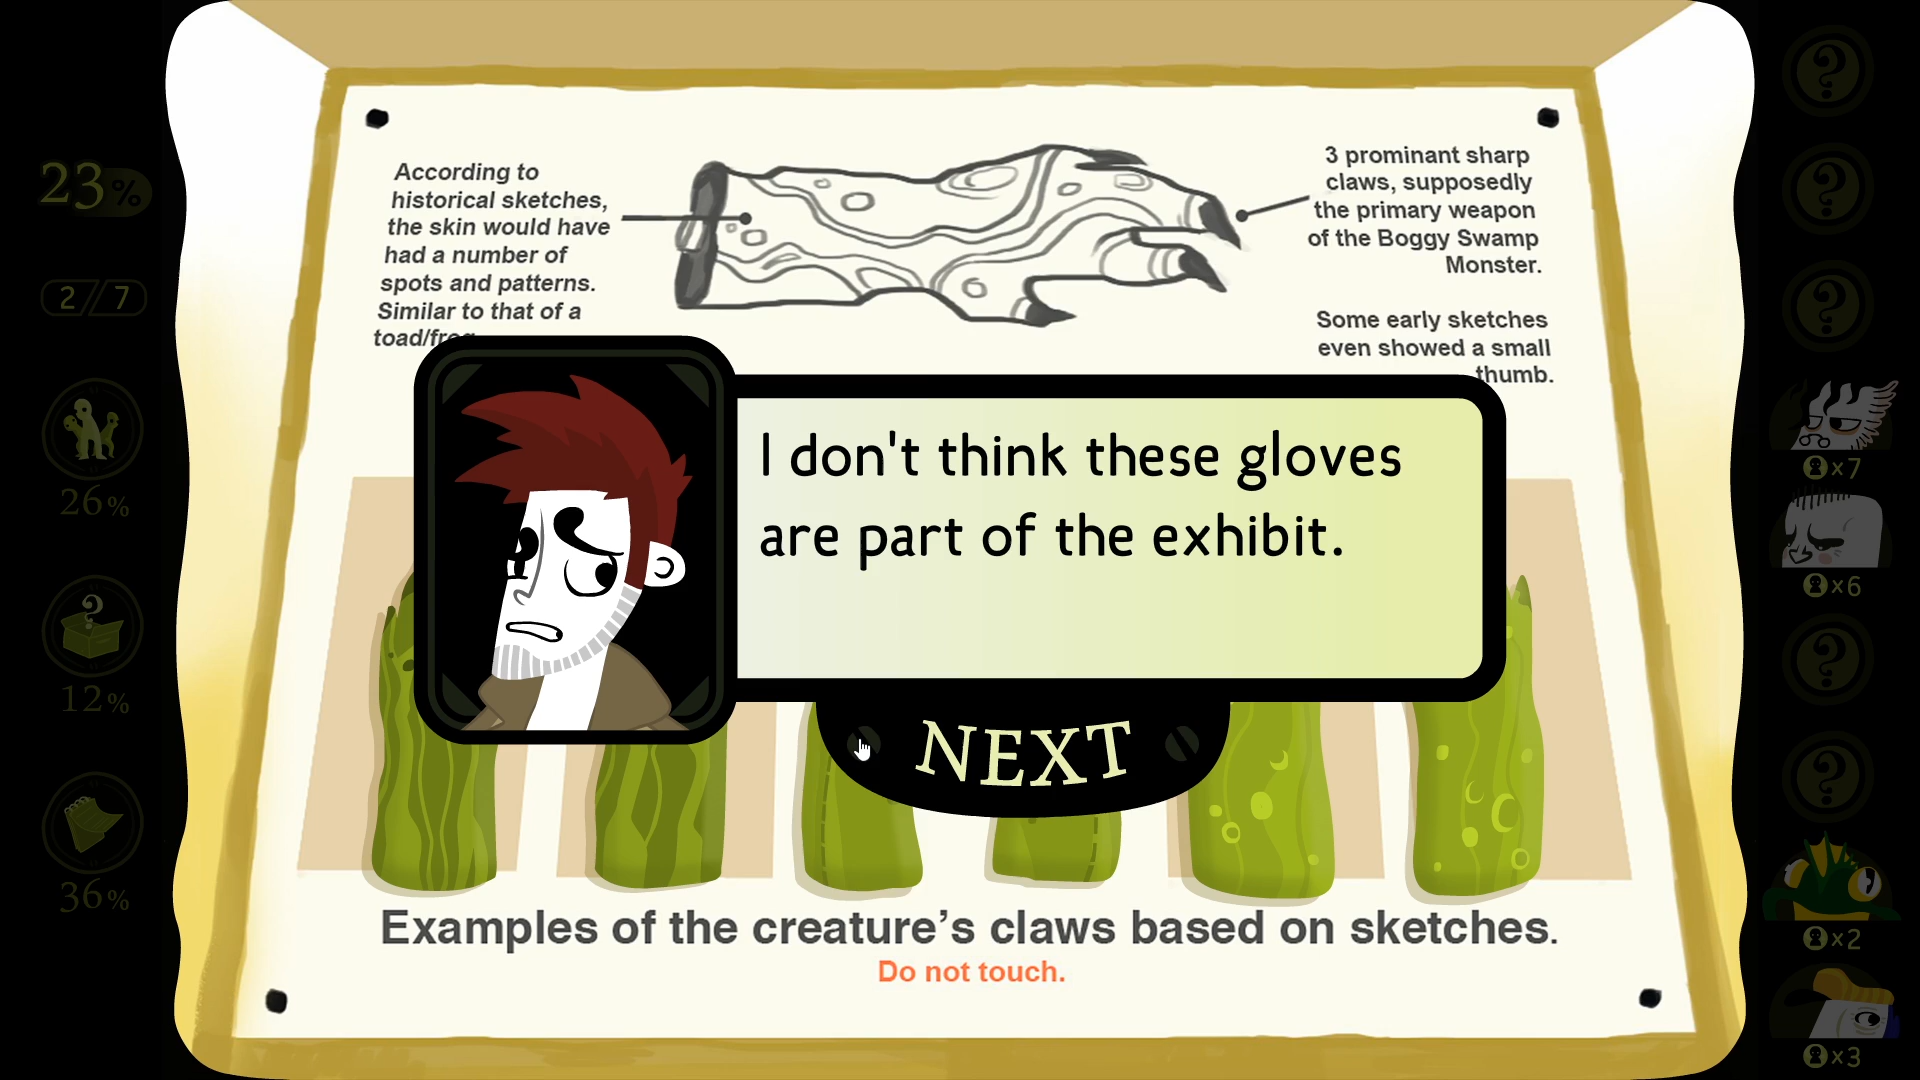 23%
2/7
26%
12%
36%
According to
historical sketches,
the skin would have
had a number of
spots and patterns.
Similar to that of a
3 prominant sharp
claws, supposedly
the primary weapon
of the Boggy Swamp
Monster.
Some early sketches
even showed a small
thumb.
I don't think these gloves
are part of the exhibit.
NEXT
Examples of the creature's claws based on sketches.
Do not touch.
x7
x6
x2
x3